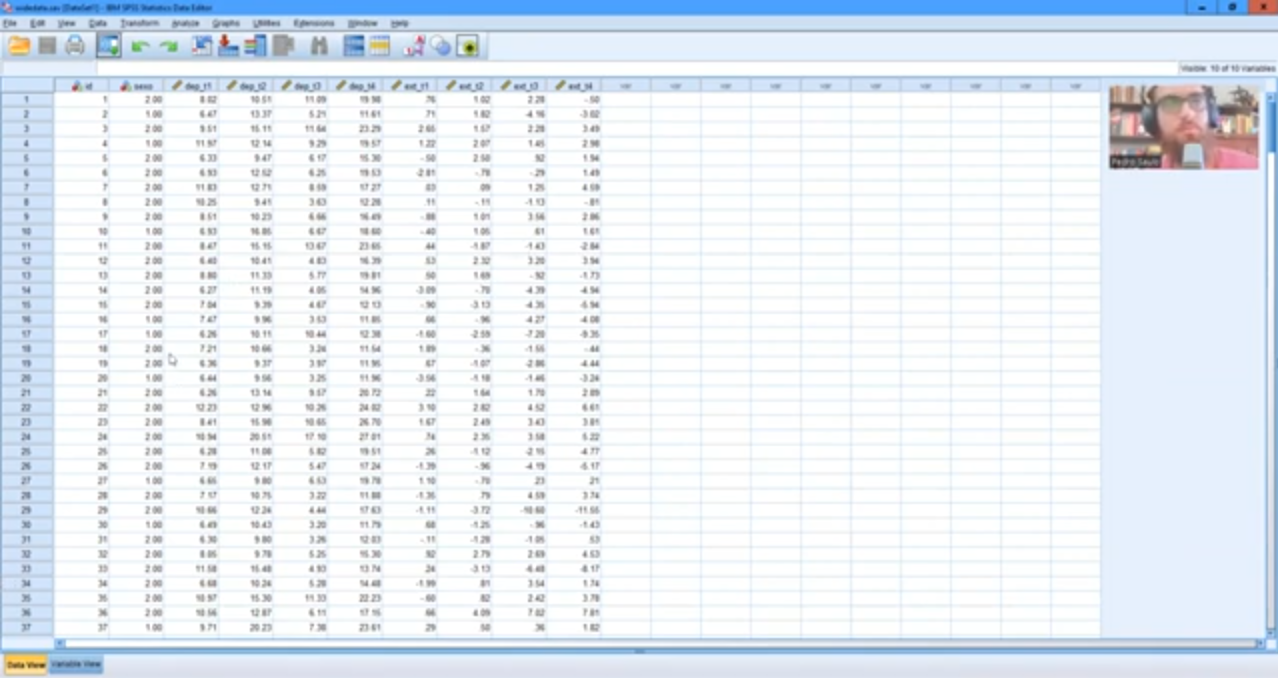 widedata.sav [DataSet1] - IBM SPSS Statistics Data Editor
File Edit View Data Transform Analyze Graphs Utilities Extensions Window Help
Visible: 10 of 10 Variables
id sexo dep_t1 dep_t2 dep_t3 dep_t4 ext_t1 ext_t2 ext_t3 ext_t4 var var var var var var var var var var
1 1 2.00 8.02 10.51 11.09 19.98 .76 1.02 2.28 -.50
2 2 1.00 6.47 13.37 5.21 11.61 .71 1.82 -4.16 -3.02
3 3 2.00 9.51 15.11 11.64 23.29 2.65 1.57 2.28 3.49
4 4 1.00 11.97 12.14 9.29 19.57 1.22 2.07 1.45 2.98
5 5 2.00 6.33 9.47 6.17 15.30 -.50 2.50 .92 1.94
6 6 2.00 6.93 12.52 6.25 19.53 -2.81 -.78 -.29 1.49
7 7 2.00 11.83 12.71 8.59 17.27 .03 .09 1.25 4.59
8 8 2.00 10.25 9.41 3.63 12.28 .11 -.11 -1.13 -.81
9 9 2.00 8.51 10.23 6.66 16.49 -.88 1.01 3.56 2.86
10 10 1.00 6.93 16.85 6.67 18.60 -.40 1.05 .61 1.61
11 11 2.00 8.47 15.15 13.67 23.65 .44 -1.87 -1.43 -2.84
12 12 2.00 6.40 10.41 4.83 16.39 .53 2.32 3.20 3.94
13 13 2.00 8.80 11.33 5.77 19.81 .50 1.69 -.92 -1.73
14 14 2.00 6.27 11.19 4.05 14.96 -3.09 -.70 -4.39 -4.94
15 15 2.00 7.04 9.39 4.67 12.13 -.90 -3.13 -4.35 -5.94
16 16 1.00 7.47 9.96 3.53 11.85 .66 -.96 -4.27 -4.08
17 17 1.00 6.26 10.11 10.44 12.38 -1.60 -2.59 -7.20 -9.35
18 18 2.00 7.21 10.66 3.24 11.54 1.89 -.36 -1.55 -.44
19 19 2.00 6.36 9.37 3.97 11.95 .67 -1.07 -2.86 -4.44
20 20 1.00 6.44 9.56 3.25 11.96 -3.56 -1.18 -1.46 -3.24
21 21 2.00 6.26 13.14 9.57 20.72 .22 1.64 1.70 2.89
22 22 2.00 12.23 12.96 10.26 24.02 3.10 2.82 4.52 6.61
23 23 2.00 8.41 15.98 10.65 26.70 1.67 2.49 3.43 3.81
24 24 2.00 10.94 20.51 17.10 27.01 .74 2.35 3.58 5.22
25 25 2.00 6.28 11.08 5.82 19.51 .26 -1.12 -2.15 -4.77
26 26 2.00 7.19 12.17 5.47 17.24 -1.39 -.96 -4.19 -5.17
27 27 1.00 6.65 9.80 6.53 19.78 1.10 -.70 .23 .21
28 28 2.00 7.17 10.75 3.22 11.88 -1.35 .79 4.59 3.74
29 29 2.00 10.66 12.24 4.44 17.63 -1.11 -3.72 -10.60 -11.55
30 30 1.00 6.49 10.43 3.20 11.79 .68 -1.25 -.96 -1.43
31 31 2.00 6.30 9.80 3.26 12.03 -.11 -1.28 -1.05 .53
32 32 2.00 8.05 9.78 5.25 15.30 .92 2.79 2.69 4.53
33 33 2.00 11.58 15.48 4.93 13.74 .24 -3.13 -6.48 -8.17
34 34 2.00 6.68 10.24 5.28 14.48 -1.99 .81 3.54 1.74
35 35 2.00 10.97 15.30 11.33 22.23 -.60 .82 2.42 3.78
36 36 2.00 10.56 12.87 6.11 17.15 .66 4.09 7.02 7.81
37 37 1.00 9.71 20.23 7.38 23.61 .29 .50 .36 1.82
Pedro Saulo
Data View Variable View